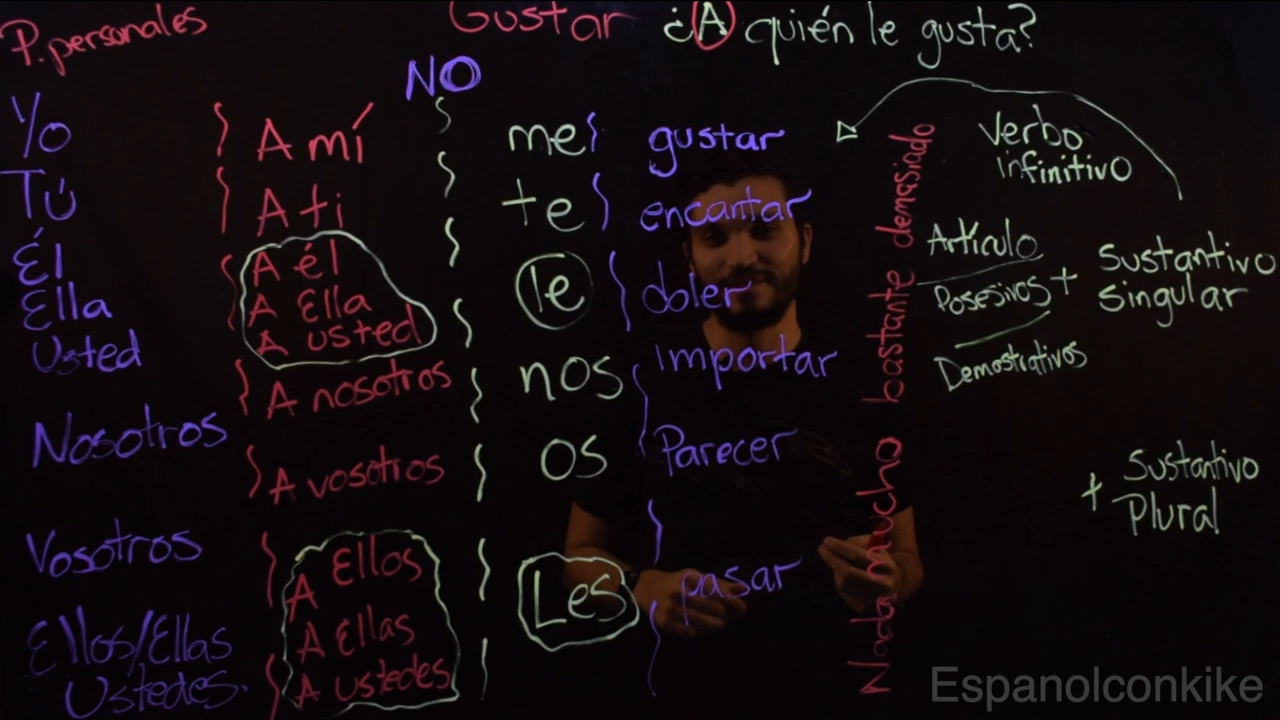 P. personales
Gustar
¿A quién le gusta?
NO
Yo
Tú
Él
Ella
Usted
Nosotros
Vosotros
Ellos/Ellas
Ustedes.
A mí
A ti
A él
A Ella
A usted
A nosotros
A vosotros
A Ellos
A Ellas
A ustedes
me
te
le
nos
os
Les
gustar
encantar
doler
importar
Parecer
pasar
Nada mucho bastante demasiado
Verbo
infinitivo
Artículo
Posesivos +
Demostrativos
Sustantivo
singular
+ Sustantivo
Plural
Espanolconkike